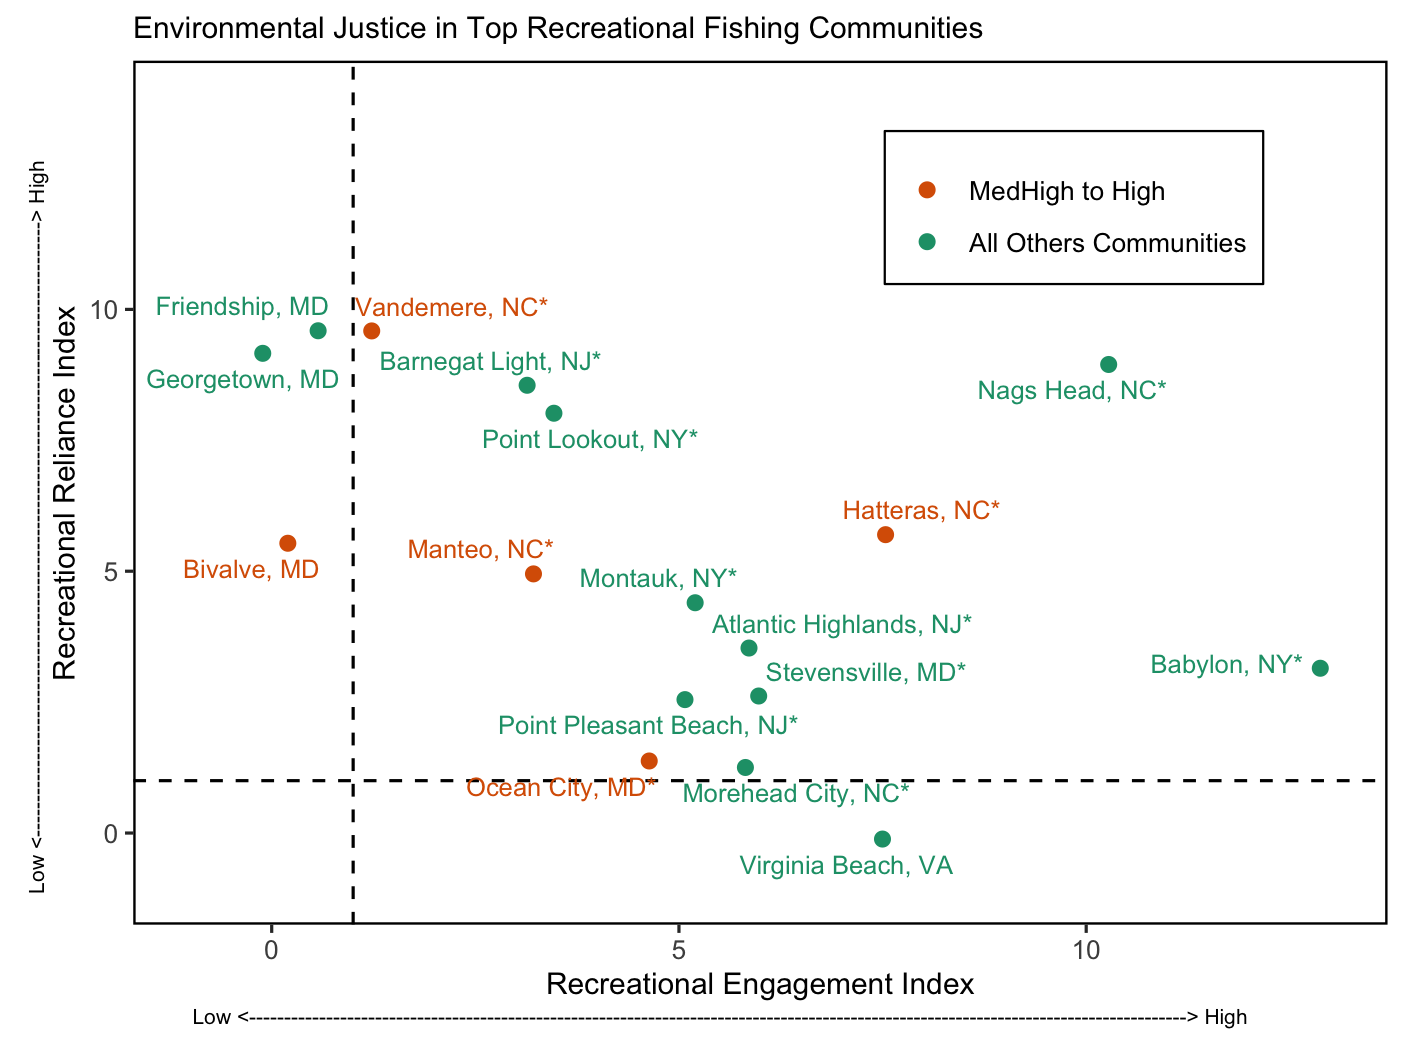 Environmental Justice in Top Recreational Fishing Communities
MedHigh to High
All Others Communities
Friendship, MD
Vandemere, NC*
Georgetown, MD
Barnegat Light, NJ*
Nags Head, NC*
Point Lookout, NY*
Hatteras, NC*
Bivalve, MD
Manteo, NC*
Montauk, NY*
Atlantic Highlands, NJ*
Stevensville, MD*
Babylon, NY*
Point Pleasant Beach, NJ*
Ocean City, MD*
Morehead City, NC*
Virginia Beach, VA
10
5
0
Recreational Reliance Index
Low <---------------------------------------------------------------------------------------> High
0
5
10
Recreational Engagement Index
Low <---------------------------------------------------------------------------------------------------------------------------------------> High